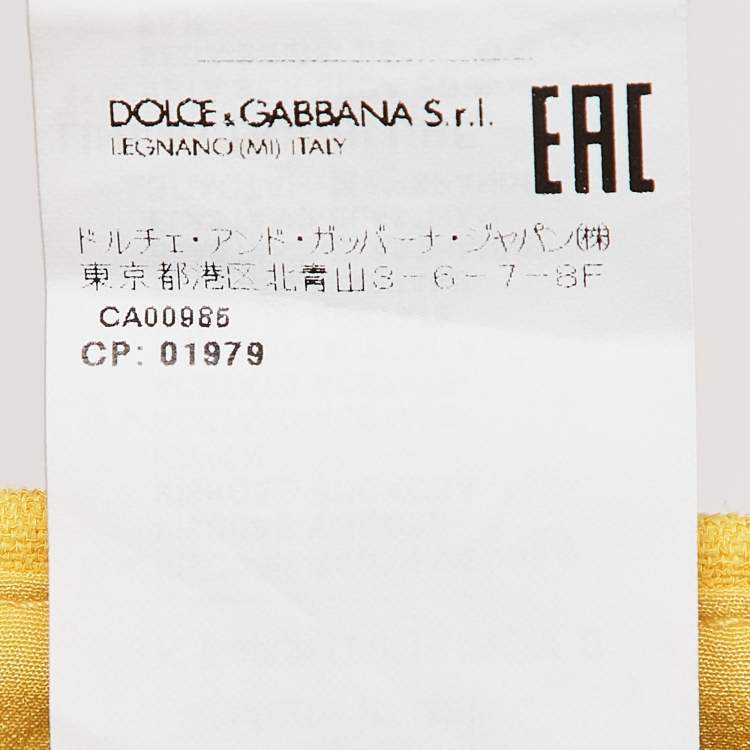 DOLCE & GABBANA S.r.l.
LEGNANO (MI) ITALY
EAC
ドルチェ・アンド・ガッバーナ・ジャパン(株)
東京都港区北青山3-6-7-8F
CA00985
CP: 01979